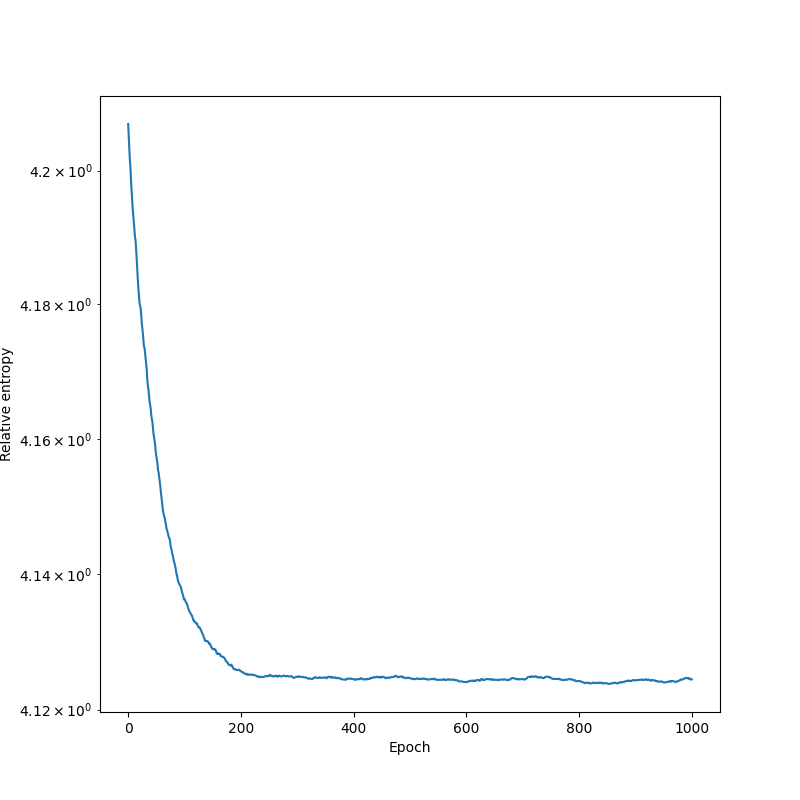 Relative entropy
4.2 × 10⁰
4.18 × 10⁰
4.16 × 10⁰
4.14 × 10⁰
4.12 × 10⁰
0 200 400 600 800 1000
Epoch